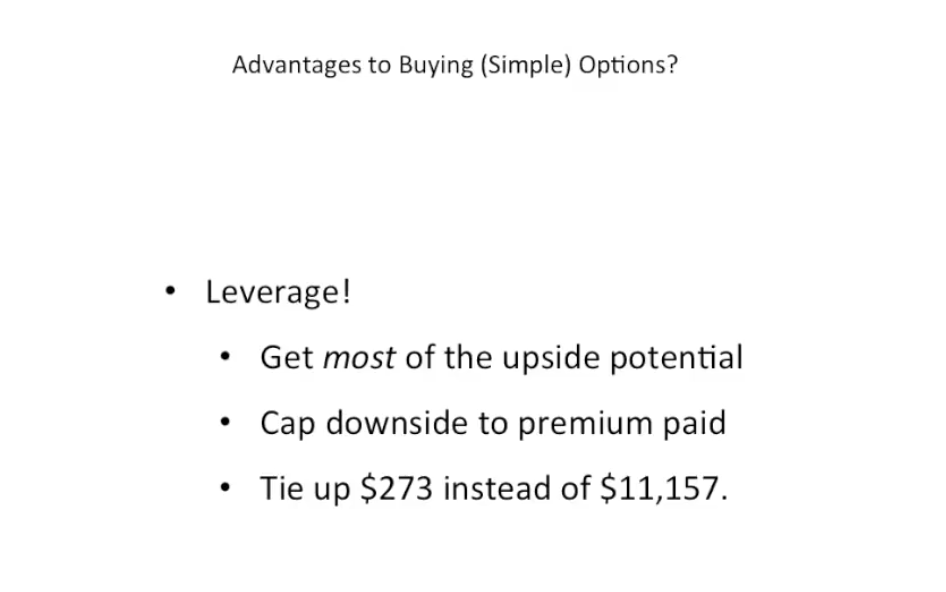 Advantages to Buying (Simple) Options?
• Leverage!
• Get most of the upside potential
• Cap downside to premium paid
• Tie up $273 instead of $11,157.